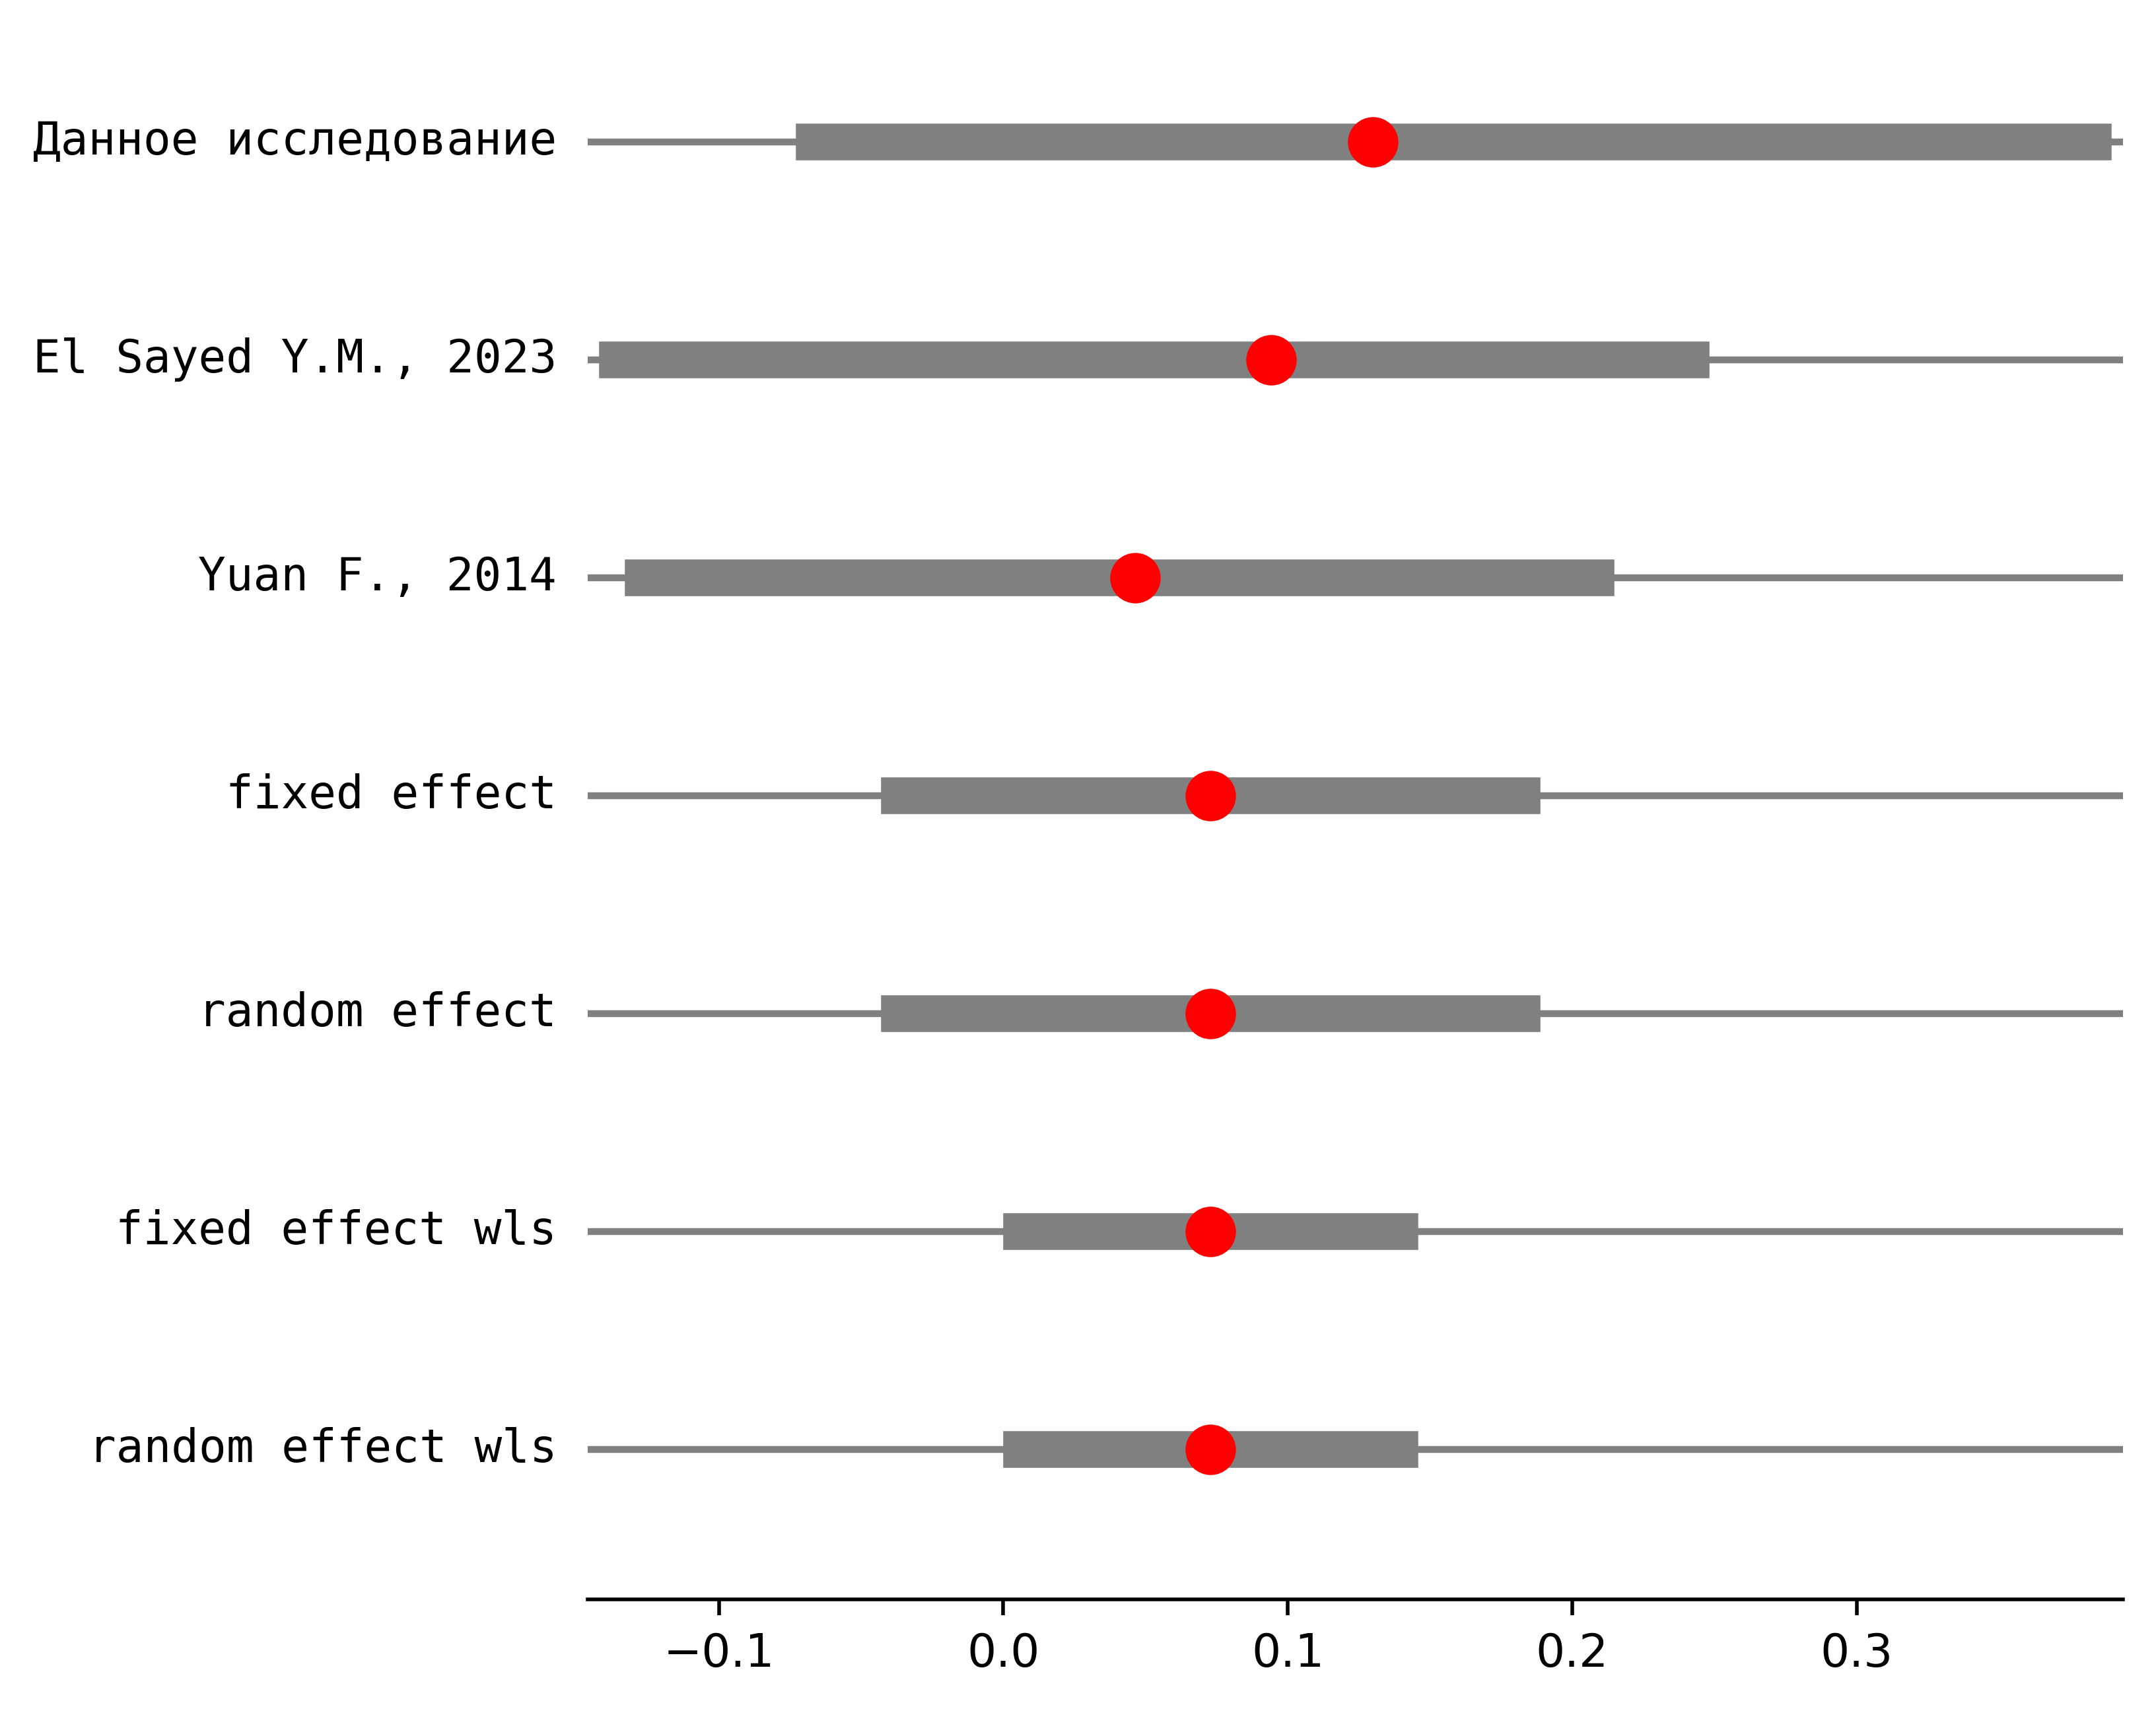 Данное исследование
El Sayed Y.M., 2023
Yuan F., 2014
fixed effect
random effect
fixed effect wls
random effect wls
−0.1 0.0 0.1 0.2 0.3